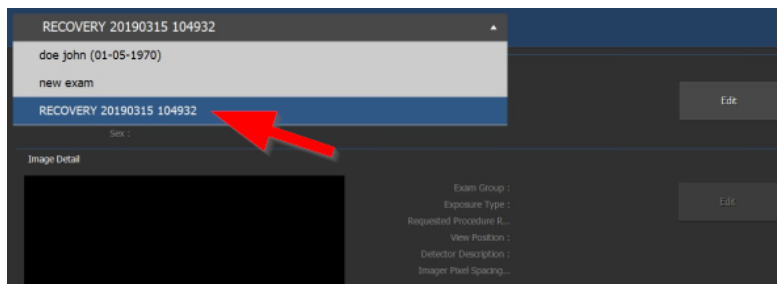 RECOVERY 20190315 104932
doe john (01-05-1970)
new exam
RECOVERY 20190315 104932
Edit
Sex :
Image Detail
Exam Group :
Edit
Exposure Type :
Requested Procedure R...
View Position :
Detector Description :
Imager Pixel Spacing...